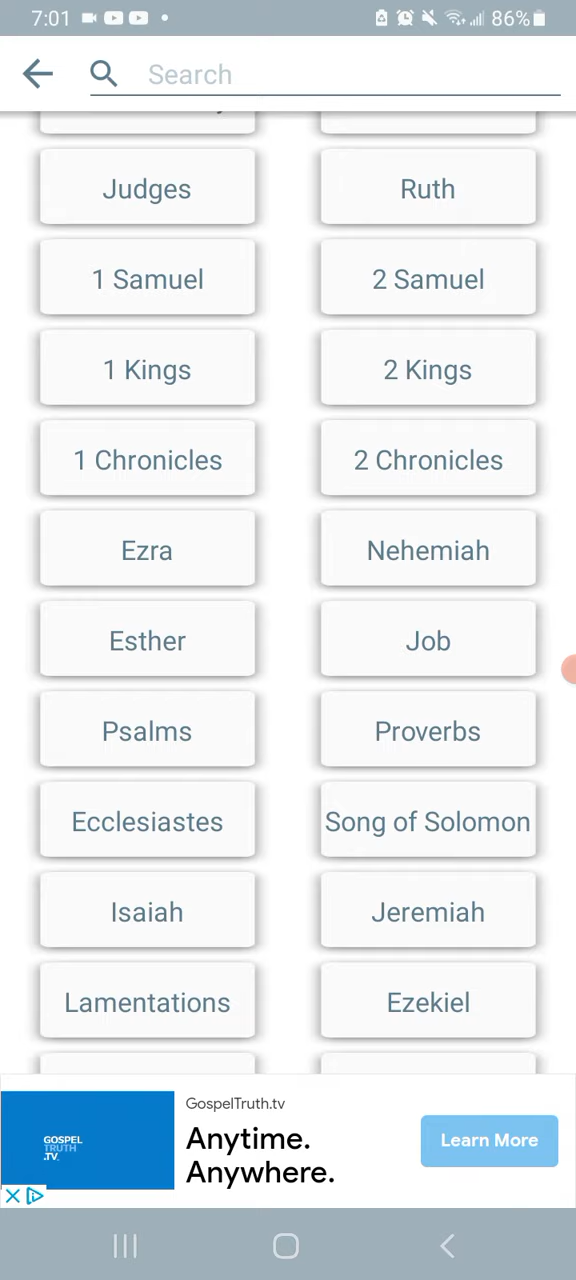 7:01
86%
Search
Judges
Ruth
1 Samuel
2 Samuel
1 Kings
2 Kings
1 Chronicles
2 Chronicles
Ezra
Nehemiah
Esther
Job
Psalms
Proverbs
Ecclesiastes
Song of Solomon
Isaiah
Jeremiah
Lamentations
Ezekiel
GOSPEL
TRUTH
.TV
GospelTruth.tv
Anytime.
Anywhere.
Learn More